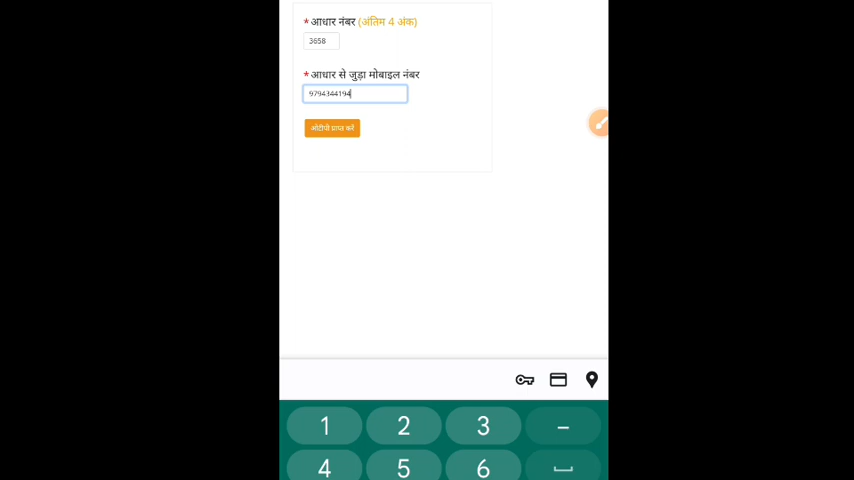 *आधार नंबर (अंतिम 4 अंक)
3658
*आधार से जुड़ा मोबाइल नंबर
9794344194
ओटीपी प्राप्त करें
1 2 3 -
4 5 6